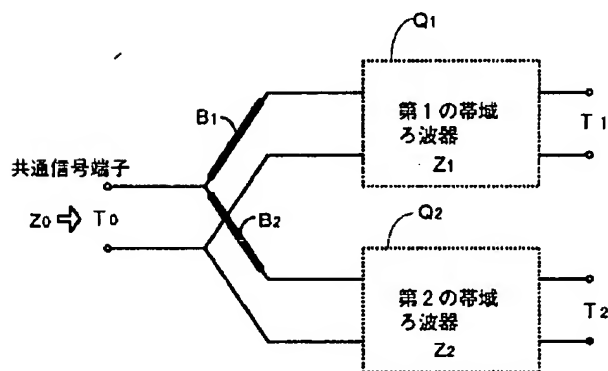 Q1
B1
第1の帯域
ろ波器
Z1
T1
共通信号端子
Z0 ⇨ T0
B2
Q2
第2の帯域
ろ波器
Z2
T2